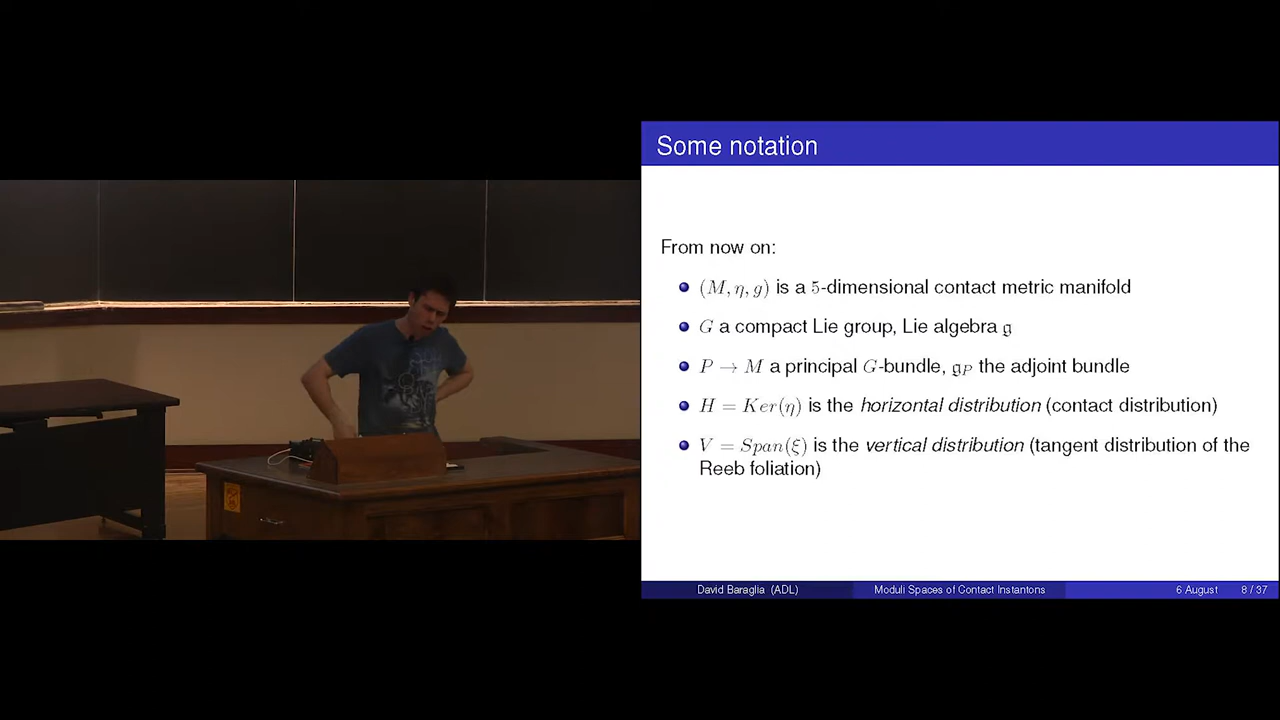 Some notation
From now on:
(M, η, g) is a 5-dimensional contact metric manifold
G a compact Lie group, Lie algebra 𝔤
P → M a principal G-bundle, 𝔤_P the adjoint bundle
H = Ker(η) is the horizontal distribution (contact distribution)
V = Span(ξ) is the vertical distribution (tangent distribution of the
Reeb foliation)
David Baraglia (ADL) Moduli Spaces of Contact Instantons 6 August 8 / 37